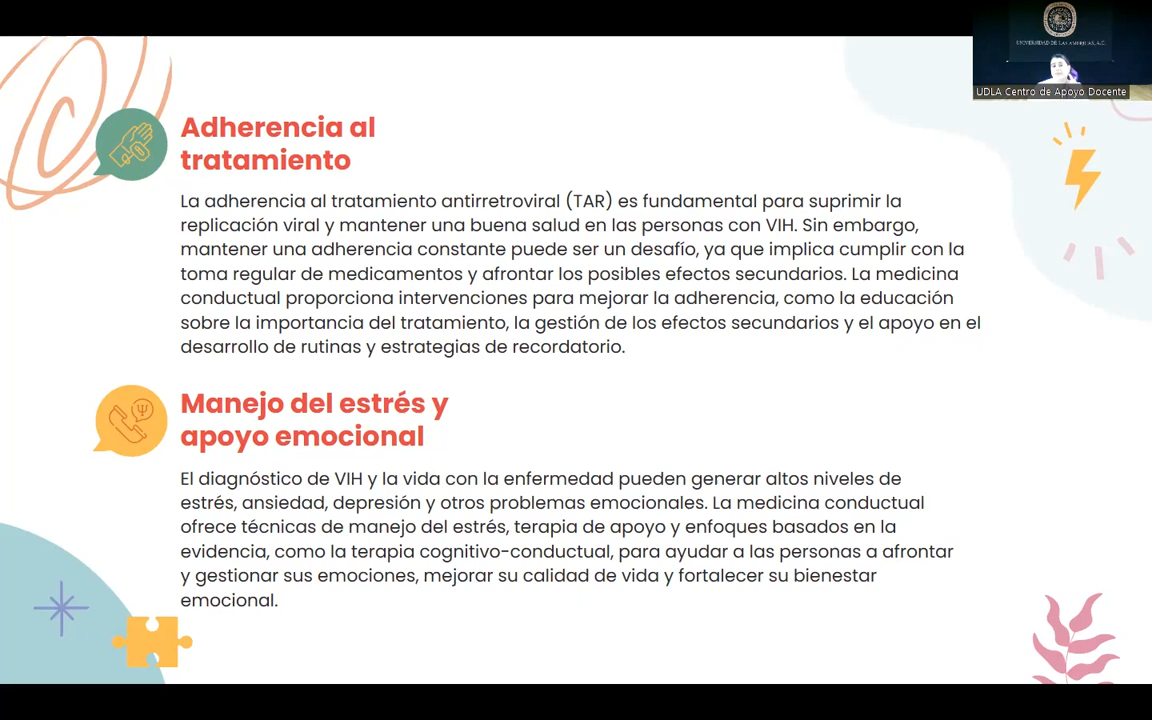 UNIVERSIDAD DE LAS AMÉRICAS, A.C.
UDLA Centro de Apoyo Docente
Adherencia al
tratamiento
La adherencia al tratamiento antirretroviral (TAR) es fundamental para suprimir la
replicación viral y mantener una buena salud en las personas con VIH. Sin embargo,
mantener una adherencia constante puede ser un desafío, ya que implica cumplir con la
toma regular de medicamentos y afrontar los posibles efectos secundarios. La medicina
conductual proporciona intervenciones para mejorar la adherencia, como la educación
sobre la importancia del tratamiento, la gestión de los efectos secundarios y el apoyo en el
desarrollo de rutinas y estrategias de recordatorio.
Manejo del estrés y
apoyo emocional
El diagnóstico de VIH y la vida con la enfermedad pueden generar altos niveles de
estrés, ansiedad, depresión y otros problemas emocionales. La medicina conductual
ofrece técnicas de manejo del estrés, terapia de apoyo y enfoques basados en la
evidencia, como la terapia cognitivo-conductual, para ayudar a las personas a afrontar
y gestionar sus emociones, mejorar su calidad de vida y fortalecer su bienestar
emocional.